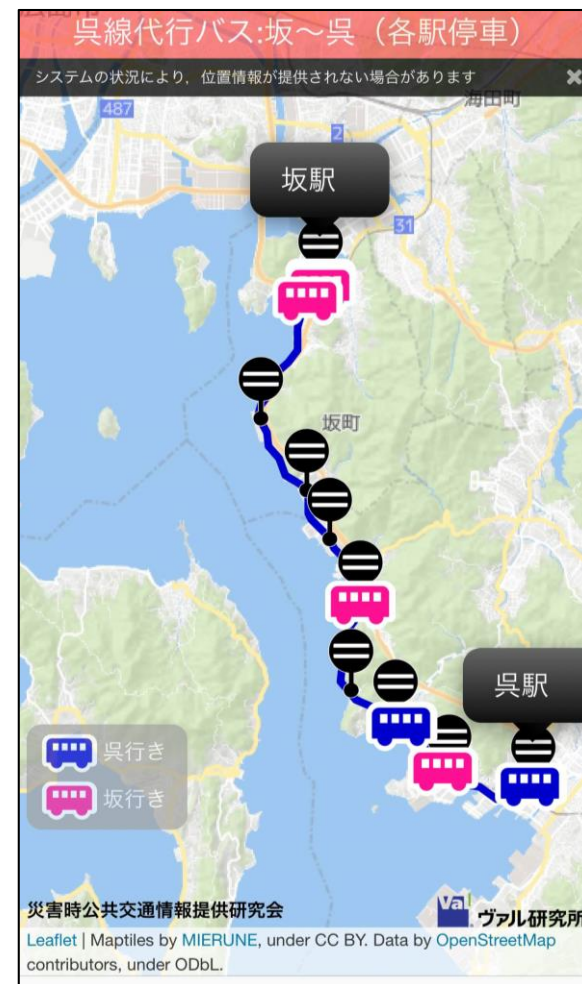 呉線代行バス:坂〜呉（各駅停車）
システムの状況により，位置情報が提供されない場合があります
海田町
487
2
坂駅
31
坂町
呉駅
呉行き
坂行き
災害時公共交通情報提供研究会
Val
ヴァル研究所
Leaflet | Maptiles by MIERUNE, under CC BY. Data by OpenStreetMap
contributors, under ODbL.